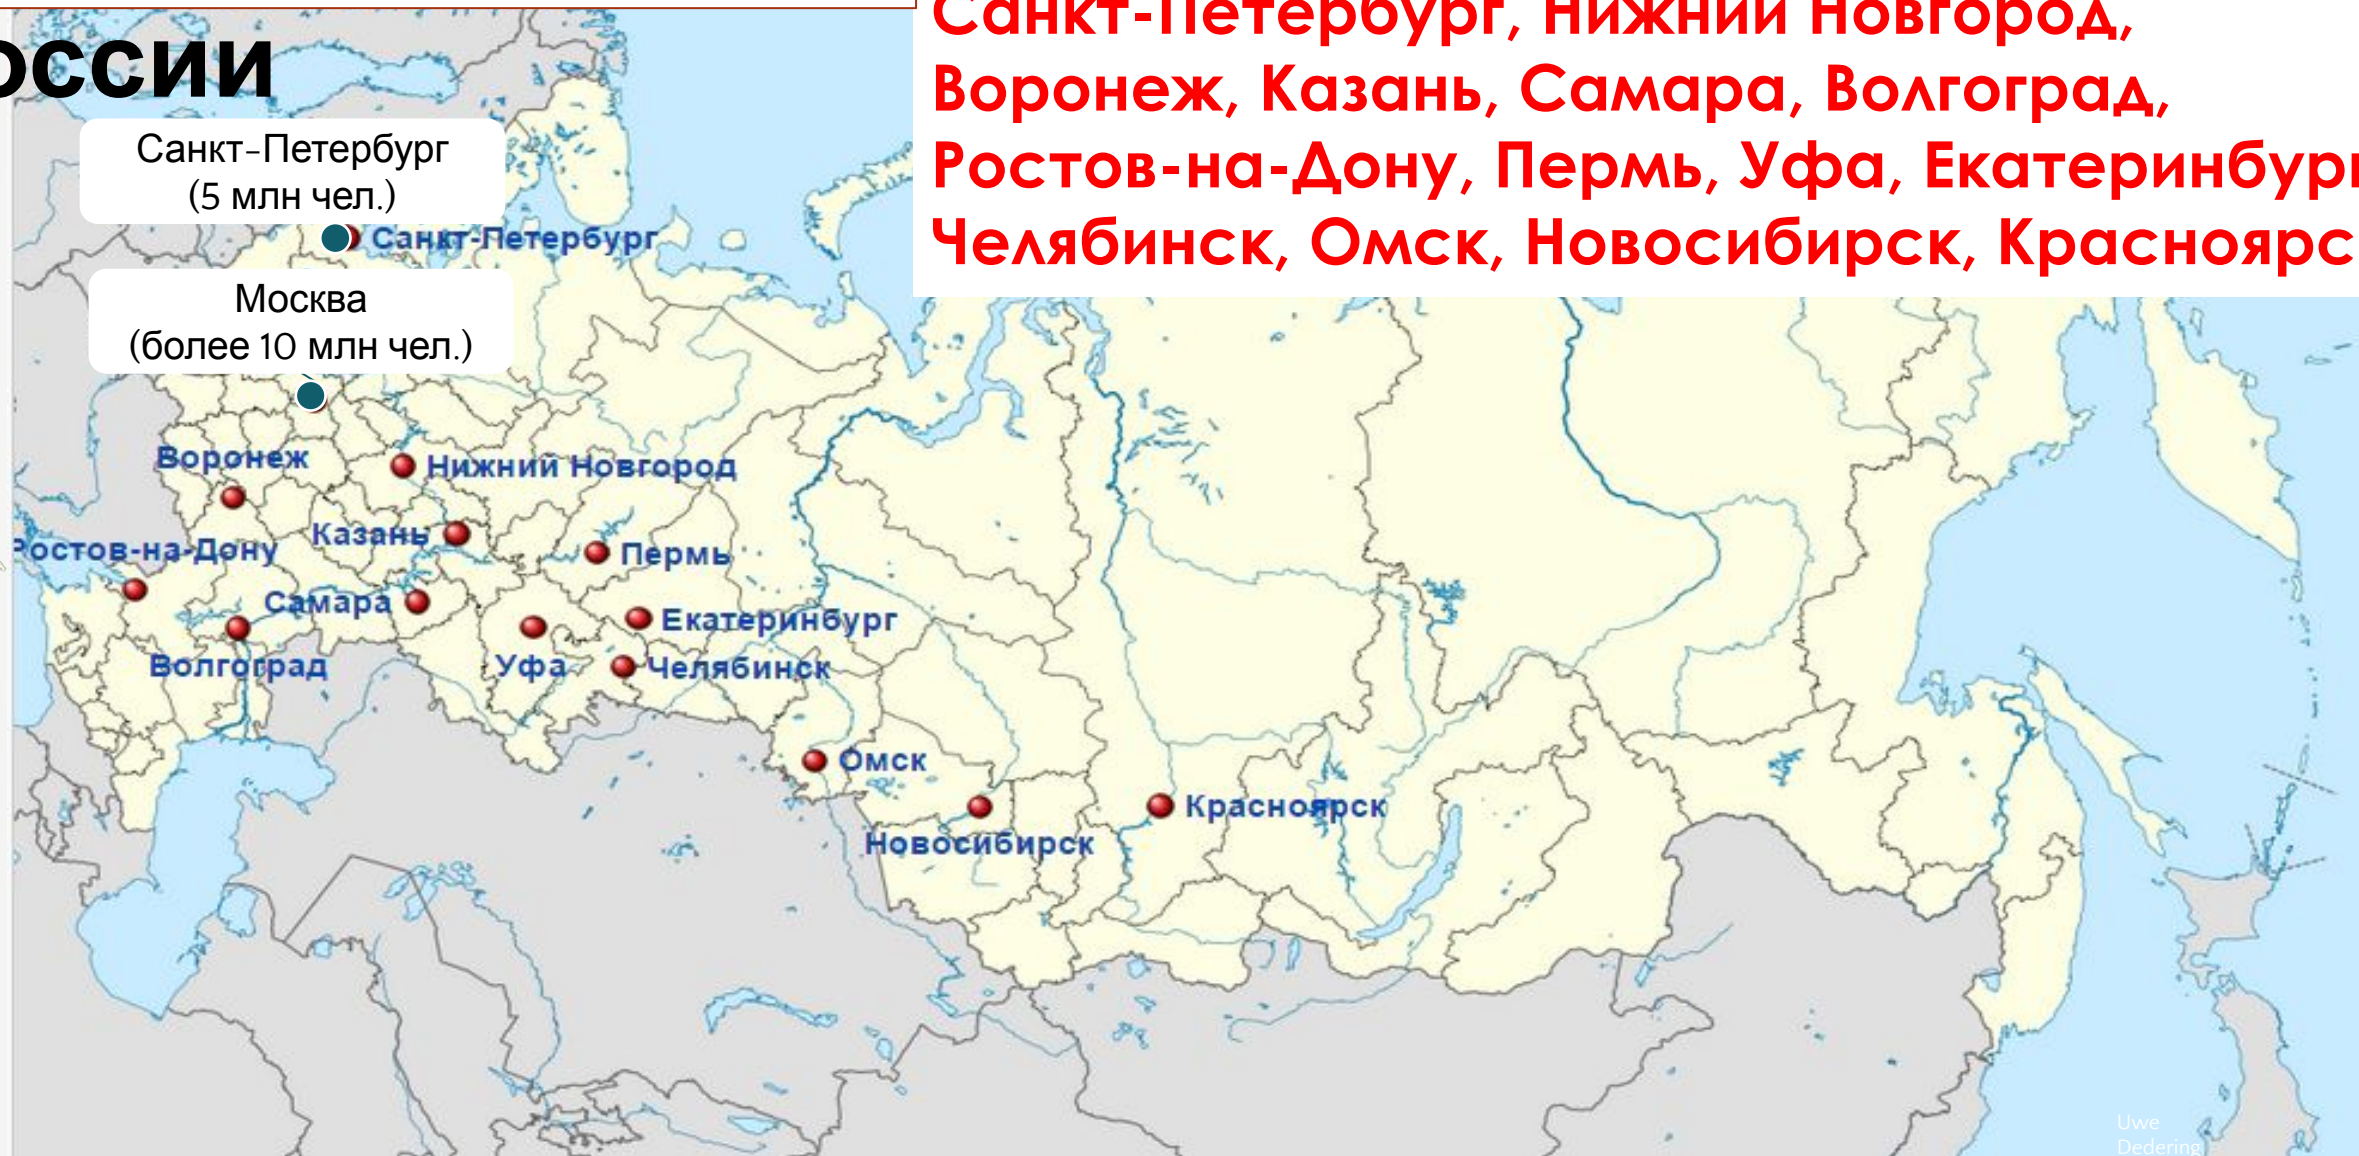 Санкт-Петербург, Нижний Новгород,
Воронеж, Казань, Самара, Волгоград,
Ростов-на-Дону, Пермь, Уфа, Екатеринбург
Челябинск, Омск, Новосибирск, Красноярс
оссии
Санкт-Петербург
(5 млн чел.)
Санкт-Петербург
Москва
(более 10 млн чел.)
Воронеж
Нижний Новгород
Казань
Ростов-на-Дону
Пермь
Самара
Екатеринбург
Волгоград
Уфа
Челябинск
Омск
Красноярск
Новосибирск
Uwe
Dedering